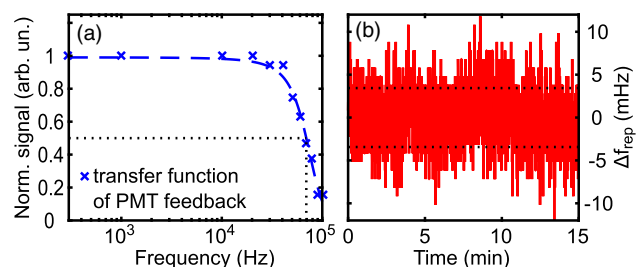 (a)
Norm. signal (arb. un.)
1
0.8
0.6
0.4
0.2
0
× transfer function
of PMT feedback
10³
10⁴
10⁵
Frequency (Hz)
(b)
10
5
0
-5
-10
Δf_rep (mHz)
0
5
10
15
Time (min)